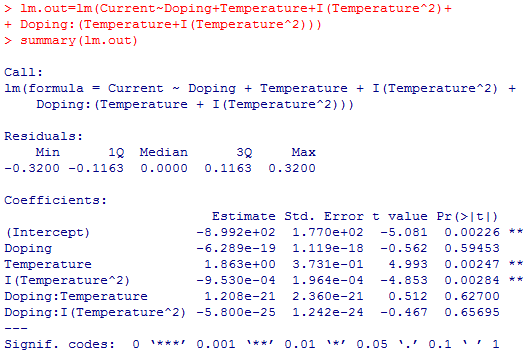 > lm.out=lm(Current~Doping+Temperature+I(Temperature^2)+
+ Doping:(Temperature+I(Temperature^2)))
> summary(lm.out)
Call:
lm(formula = Current ~ Doping + Temperature + I(Temperature^2) +
    Doping:(Temperature + I(Temperature^2)))
Residuals:
    Min      1Q  Median      3Q     Max
-0.3200 -0.1163  0.0000  0.1163  0.3200
Coefficients:
                          Estimate Std. Error t value Pr(>|t|)
(Intercept)             -8.992e+02  1.770e+02  -5.081  0.00226 **
Doping                  -6.289e-19  1.119e-18  -0.562  0.59453
Temperature              1.863e+00  3.731e-01   4.993  0.00247 **
I(Temperature^2)        -9.530e-04  1.964e-04  -4.853  0.00284 **
Doping:Temperature       1.208e-21  2.360e-21   0.512  0.62700
Doping:I(Temperature^2) -5.800e-25  1.242e-24  -0.467  0.65695
---
Signif. codes:  0 ‘***’ 0.001 ‘**’ 0.01 ‘*’ 0.05 ‘.’ 0.1 ‘ ’ 1